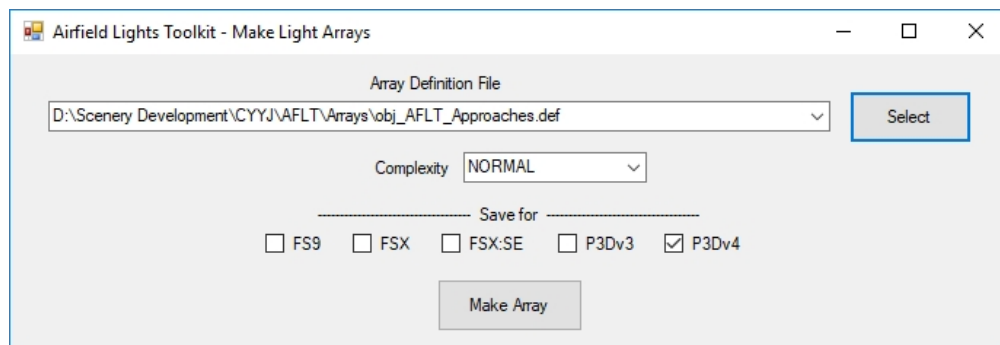 Airfield Lights Toolkit - Make Light Arrays
Array Definition File
D:\Scenery Development\CYYJ\AFLT\Arrays\obj_AFLT_Approaches.def
Select
Complexity NORMAL
---------------------------------- Save for ----------------------------------
FS9 FSX FSX:SE P3Dv3 P3Dv4
Make Array